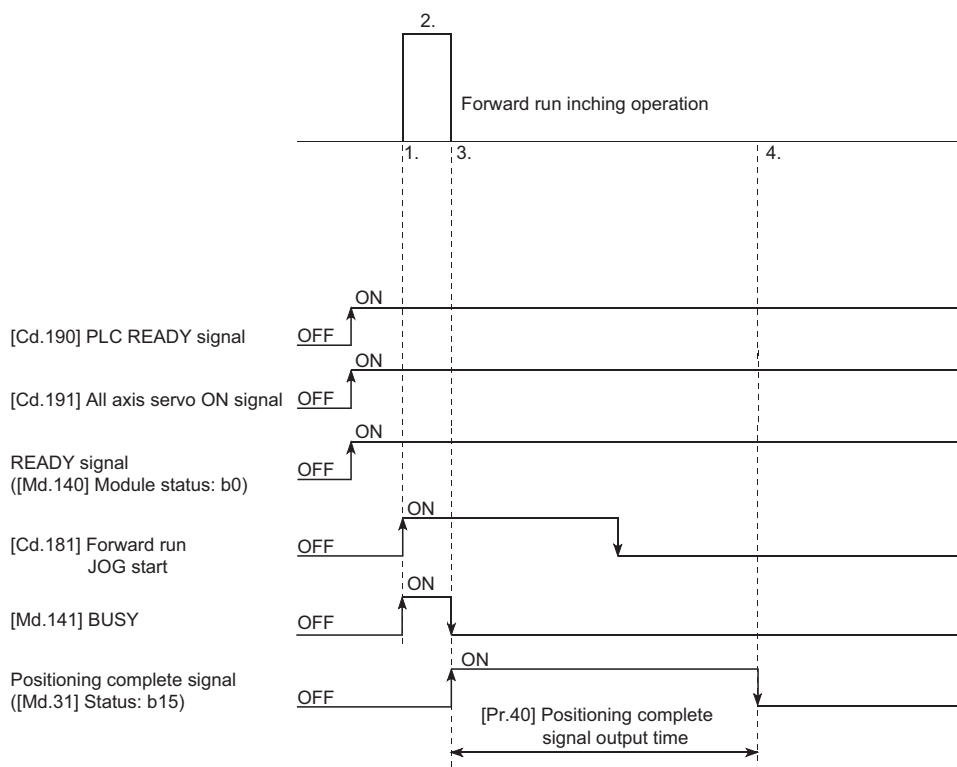 2.
Forward run inching operation
1.
3.
4.
ON
[Cd.190] PLC READY signal
OFF
ON
[Cd.191] All axis servo ON signal
OFF
ON
READY signal
OFF
([Md.140] Module status: b0)
ON
[Cd.181] Forward run
OFF
JOG start
ON
[Md.141] BUSY
OFF
ON
Positioning complete signal
OFF
([Md.31] Status: b15)
[Pr.40] Positioning complete
signal output time